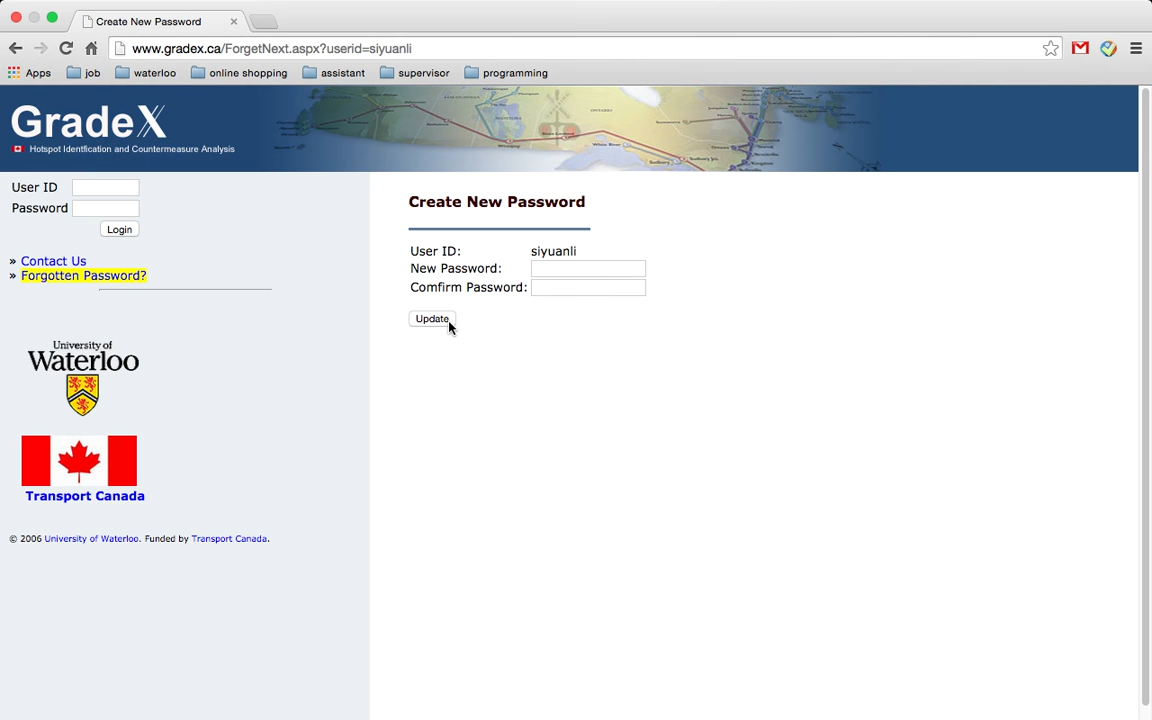 Create New Password
www.gradex.ca/ForgetNext.aspx?userid=siyuanli
Apps job waterloo online shopping assistant supervisor programming
GradeX
Hotspot Identfication and Countermeasure Analysis
User ID
Password
Login
» Contact Us
» Forgotten Password?
University of
Waterloo
Transport Canada
© 2006 University of Waterloo. Funded by Transport Canada.
Create New Password
User ID: siyuanli
New Password:
Comfirm Password:
Update